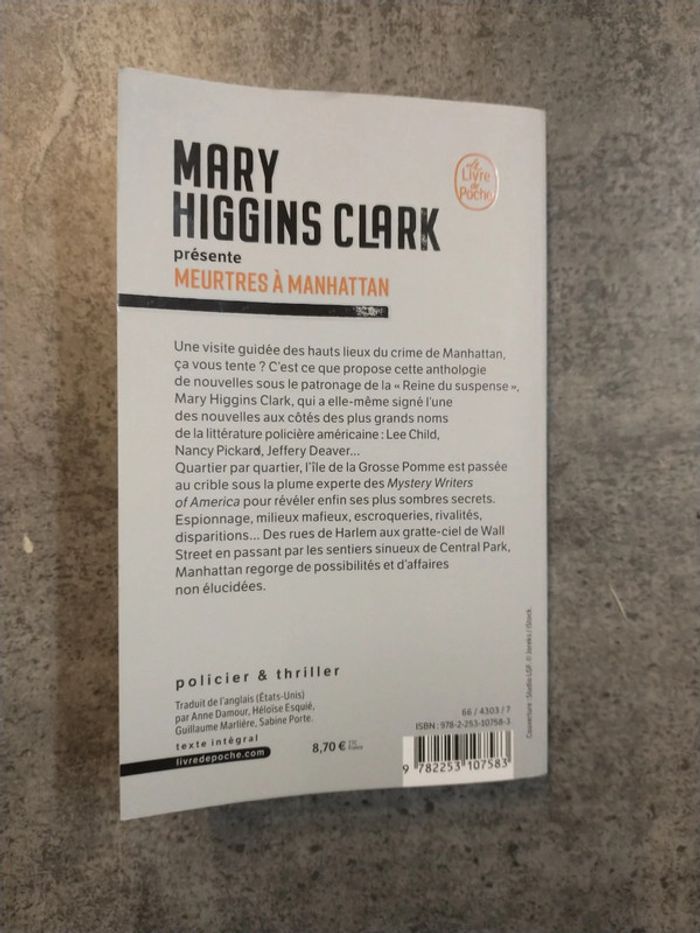 MARY
HIGGINS CLARK
présente
MEURTRES À MANHATTAN
Le
Livre
de
Poche
Une visite guidée des hauts lieux du crime de Manhattan,
ça vous tente ? C'est ce que propose cette anthologie
de nouvelles sous le patronage de la « Reine du suspense »,
Mary Higgins Clark, qui a elle-même signé l'une
des nouvelles aux côtés des plus grands noms
de la littérature policière américaine : Lee Child,
Nancy Pickard, Jeffery Deaver...
Quartier par quartier, l'île de la Grosse Pomme est passée
au crible sous la plume experte des Mystery Writers
of America pour révéler enfin ses plus sombres secrets.
Espionnage, milieux mafieux, escroqueries, rivalités,
disparitions... Des rues de Harlem aux gratte-ciel de Wall
Street en passant par les sentiers sinueux de Central Park,
Manhattan regorge de possibilités et d'affaires
non élucidées.
policier & thriller
Traduit de l'anglais (États-Unis)
par Anne Damour, Héloïse Esquié,
Guillaume Marlière, Sabine Porte.
texte intégral
livredepoche.com
8,70 € TTC
France
66 / 4303 / 7
ISBN : 978-2-253-10758-3
9 782253 107583
Couverture : Studio LGF. © Joreks / iStock.